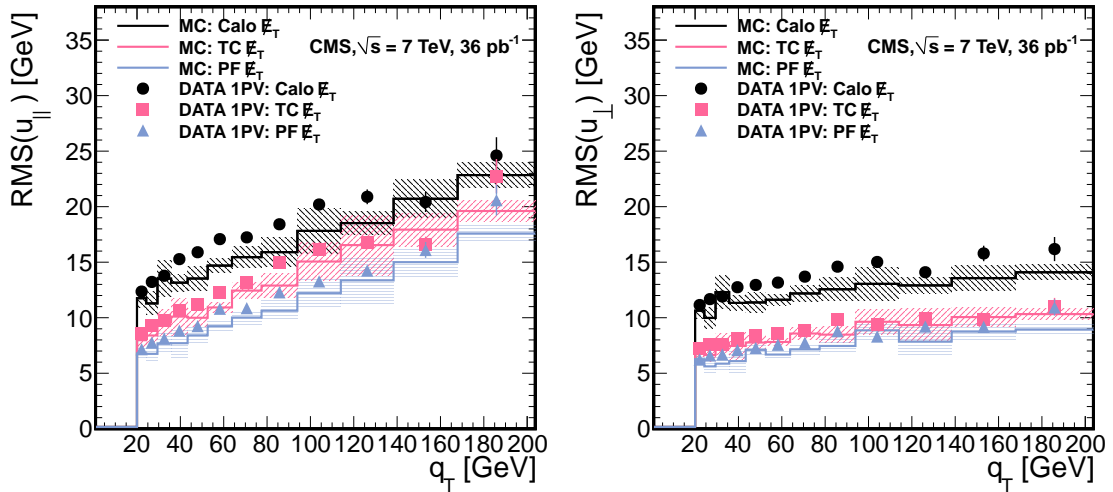 RMS(u∥) [GeV]
35
30
25
20
15
10
5
0
MC: Calo E̸T
MC: TC E̸T
MC: PF E̸T
DATA 1PV: Calo E̸T
DATA 1PV: TC E̸T
DATA 1PV: PF E̸T
CMS,√s = 7 TeV, 36 pb⁻¹
20 40 60 80 100 120 140 160 180 200
qT [GeV]
RMS(u⊥) [GeV]
35
30
25
20
15
10
5
0
MC: Calo E̸T
MC: TC E̸T
MC: PF E̸T
DATA 1PV: Calo E̸T
DATA 1PV: TC E̸T
DATA 1PV: PF E̸T
CMS,√s = 7 TeV, 36 pb⁻¹
20 40 60 80 100 120 140 160 180 200
qT [GeV]